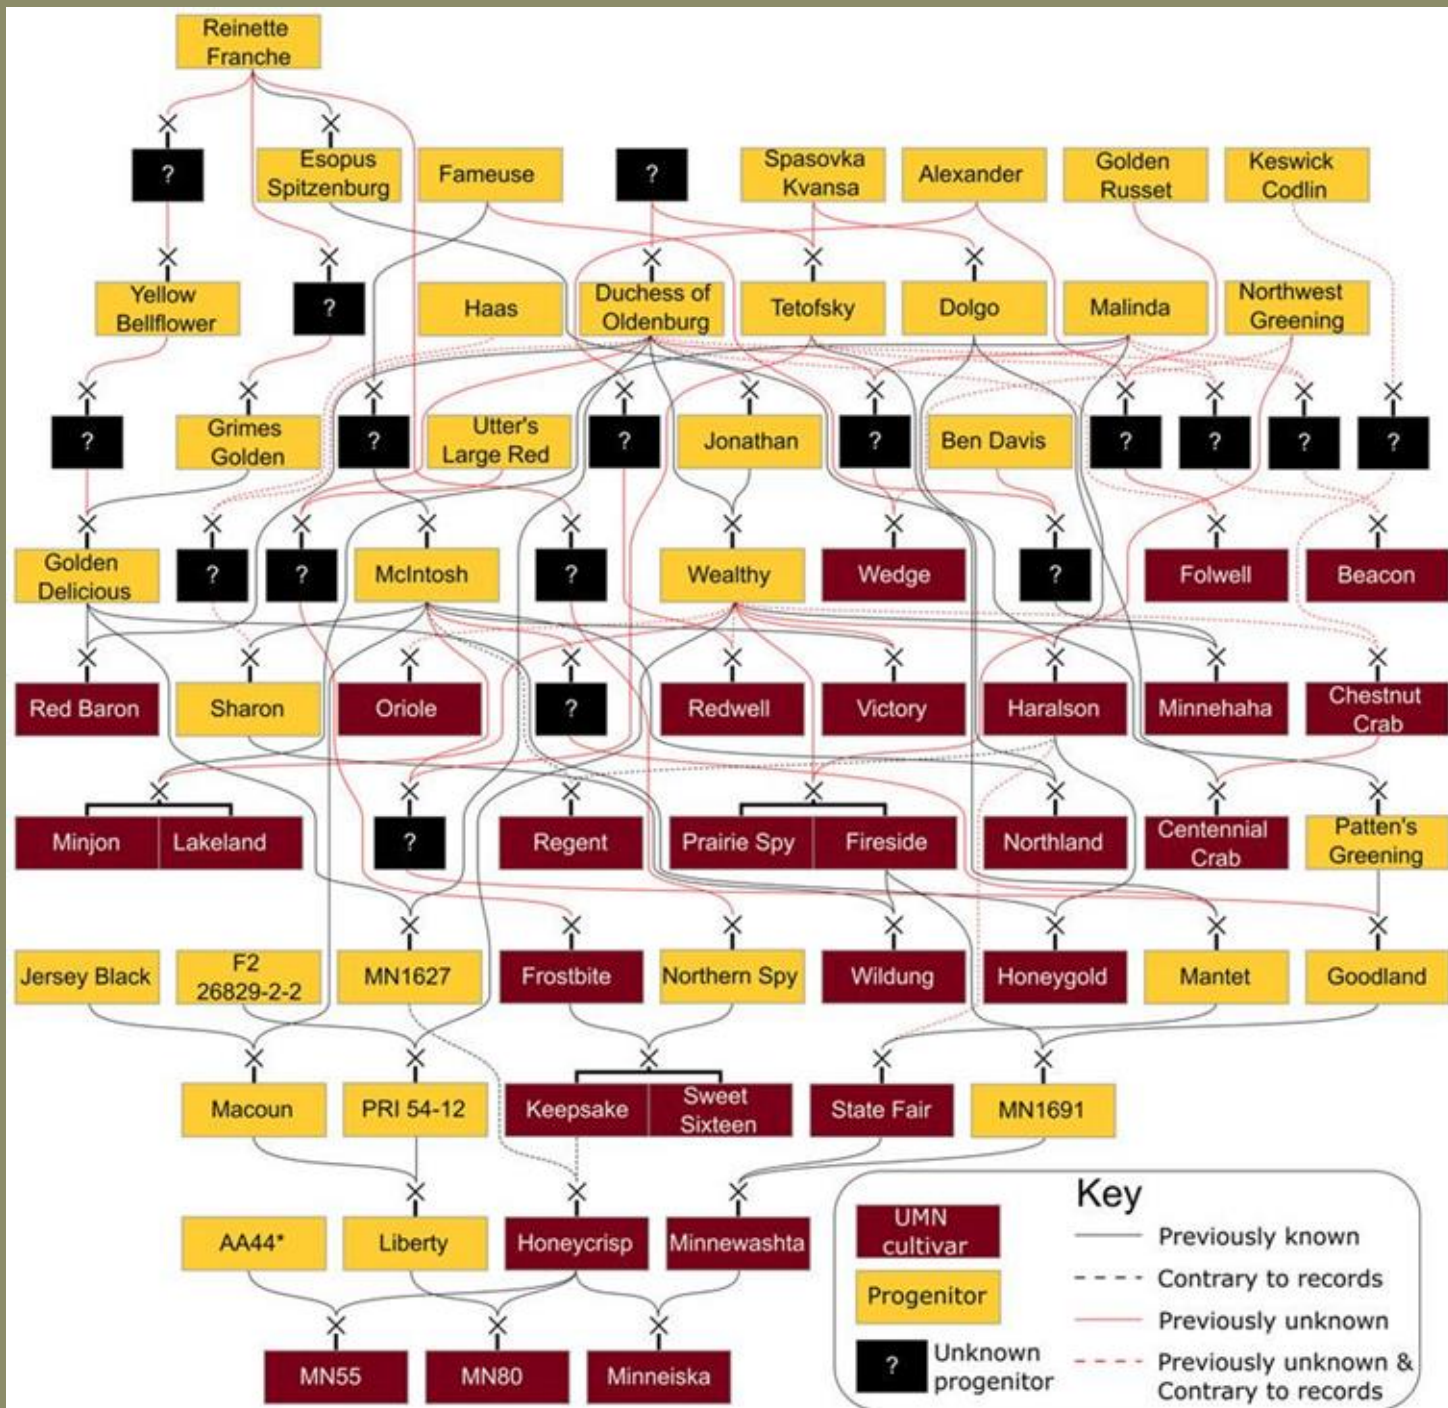 Reinette
Franche
?
Esopus
Spitzenburg
Fameuse
?
Spasovka
Kvansa
Alexander
Golden
Russet
Keswick
Codlin
Yellow
Bellflower
?
Haas
Duchess of
Oldenburg
Tetofsky
Dolgo
Malinda
Northwest
Greening
?
Grimes
Golden
?
Utter's
Large Red
?
Jonathan
?
Ben Davis
?
?
?
?
Golden
Delicious
?
?
McIntosh
?
Wealthy
Wedge
?
Folwell
Beacon
Red Baron
Sharon
Oriole
?
Redwell
Victory
Haralson
Minnehaha
Chestnut
Crab
Minjon
Lakeland
?
Regent
Prairie Spy
Fireside
Northland
Centennial
Crab
Patten's
Greening
Jersey Black
F2
26829-2-2
MN1627
Frostbite
Northern Spy
Wildung
Honeygold
Mantet
Goodland
Macoun
PRI 54-12
Keepsake
Sweet
Sixteen
State Fair
MN1691
AA44*
Liberty
Honeycrisp
Minnewashta
MN55
MN80
Minneiska
Key
UMN
cultivar
Progenitor
?
Unknown
progenitor
Previously known
Contrary to records
Previously unknown
Previously unknown &
Contrary to records